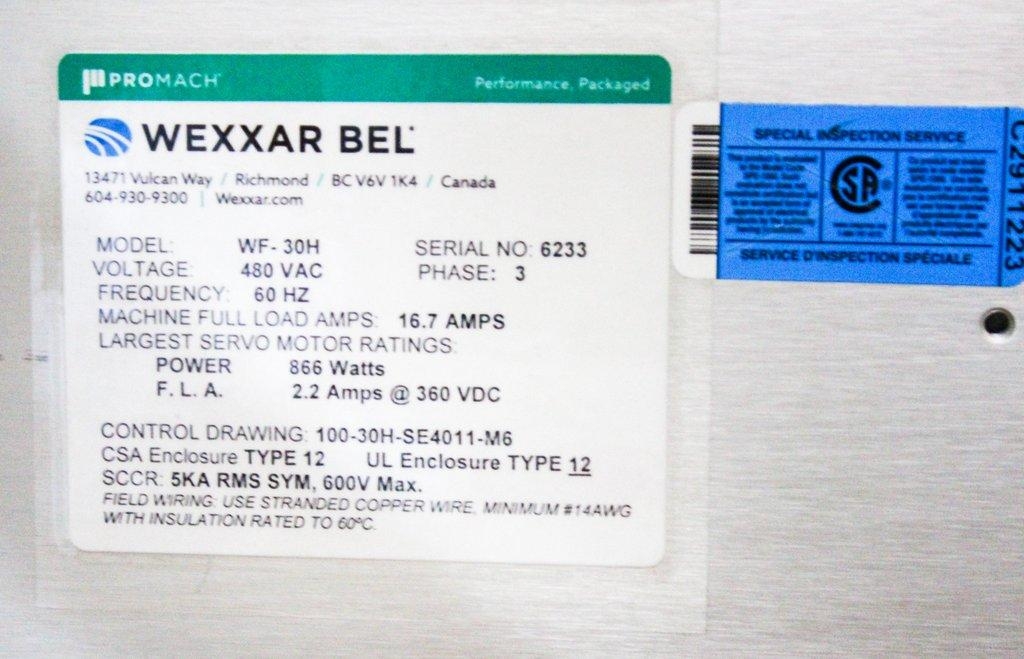 PROMACH
Performance, Packaged
WEXXAR BEL
13471 Vulcan Way / Richmond / BC V6V 1K4 / Canada
604-930-9300 | Wexxar.com
MODEL: WF- 30H SERIAL NO: 6233
VOLTAGE: 480 VAC PHASE: 3
FREQUENCY: 60 HZ
MACHINE FULL LOAD AMPS: 16.7 AMPS
LARGEST SERVO MOTOR RATINGS:
POWER 866 Watts
F. L. A. 2.2 Amps @ 360 VDC
CONTROL DRAWING: 100-30H-SE4011-M6
CSA Enclosure TYPE 12 UL Enclosure TYPE 12
SCCR: 5KA RMS SYM, 600V Max.
FIELD WIRING: USE STRANDED COPPER WIRE, MINIMUM #14AWG
WITH INSULATION RATED TO 60ºC.
SPECIAL INSPECTION SERVICE
SA
SERVICE D'INSPECTION SPÉCIALE
C2911223